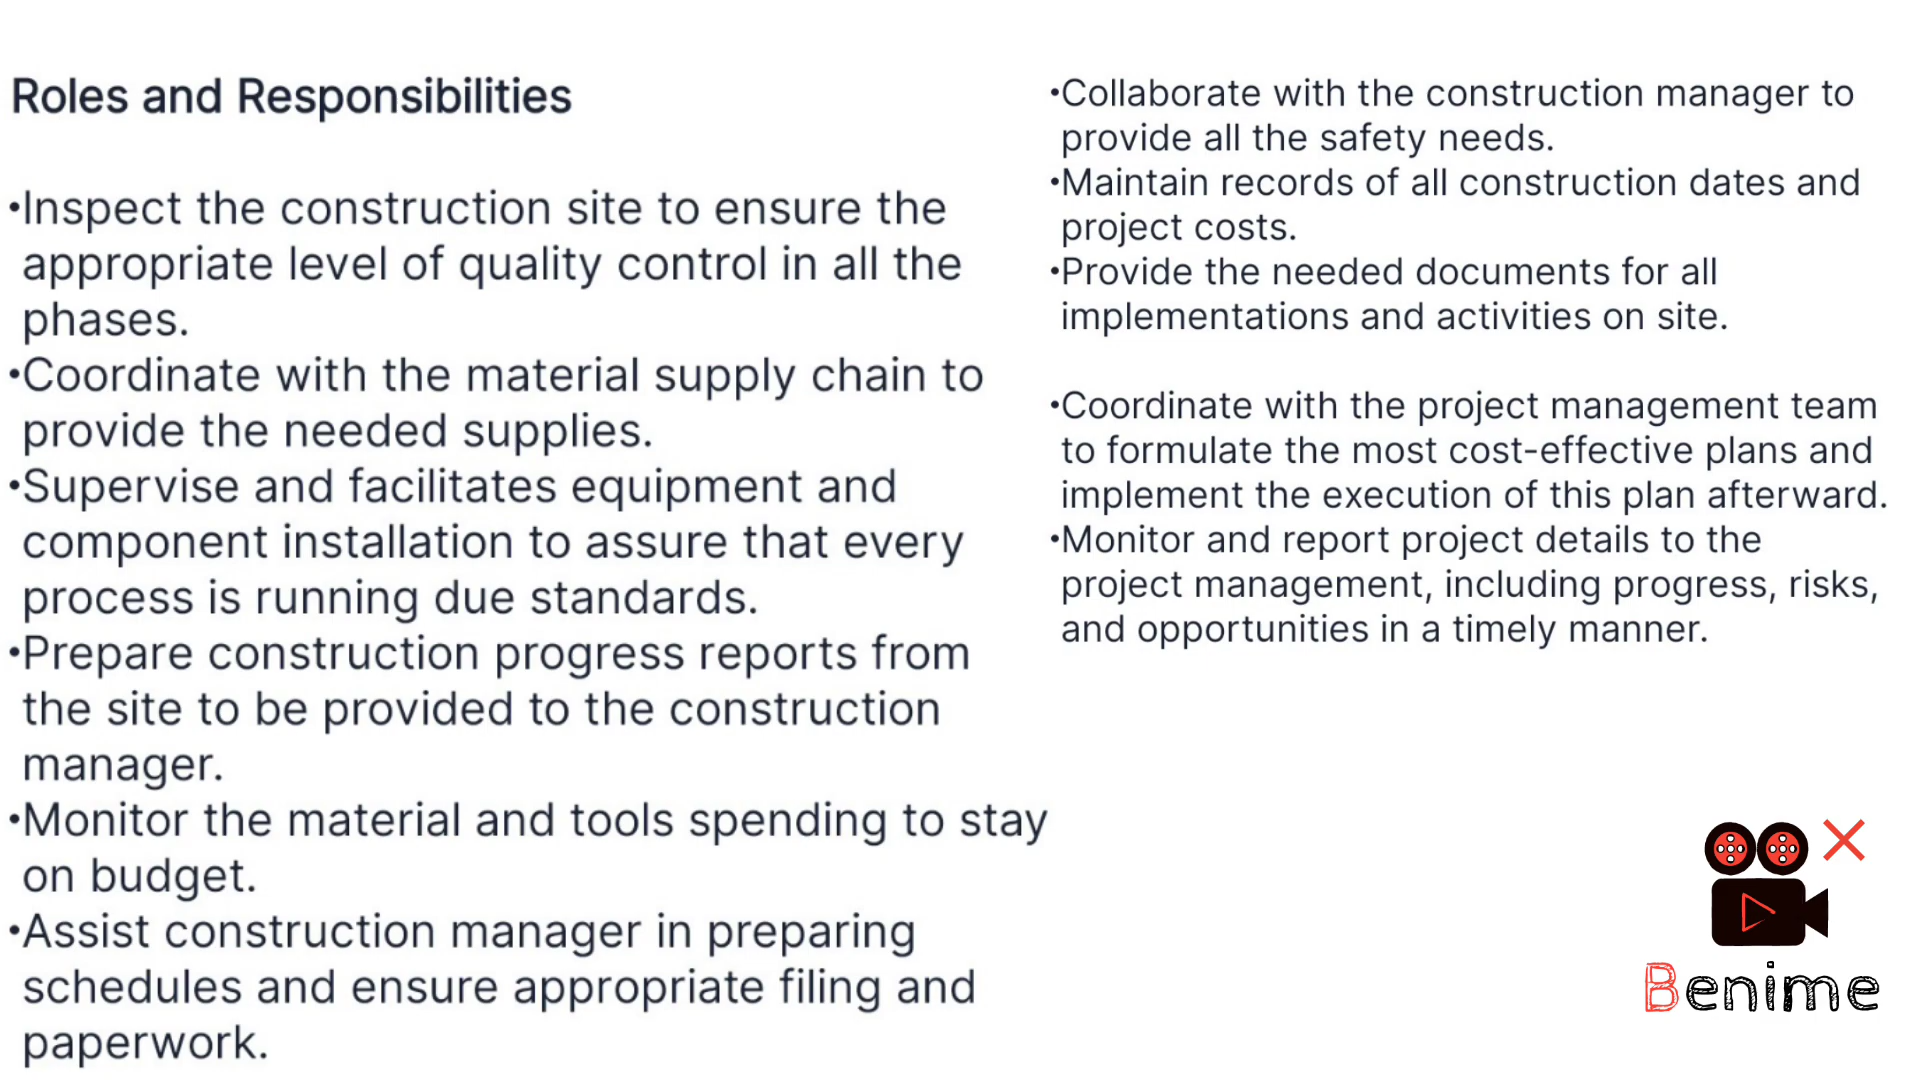 Roles and Responsibilities
•Inspect the construction site to ensure the
appropriate level of quality control in all the
phases.
•Coordinate with the material supply chain to
provide the needed supplies.
•Supervise and facilitates equipment and
component installation to assure that every
process is running due standards.
•Prepare construction progress reports from
the site to be provided to the construction
manager.
•Monitor the material and tools spending to stay
on budget.
•Assist construction manager in preparing
schedules and ensure appropriate filing and
paperwork.
•Collaborate with the construction manager to
provide all the safety needs.
•Maintain records of all construction dates and
project costs.
•Provide the needed documents for all
implementations and activities on site.
•Coordinate with the project management team
to formulate the most cost-effective plans and
implement the execution of this plan afterward.
•Monitor and report project details to the
project management, including progress, risks,
and opportunities in a timely manner.
Benime